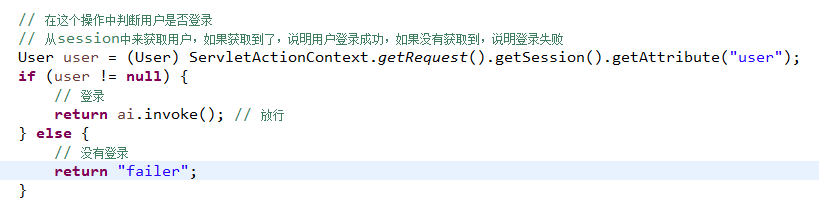 // 在这个操作中判断用户是否登录
// 从session中来获取用户，如果获取到了，说明用户登录成功，如果没有获取到，说明登录失败
User user = (User) ServletActionContext.getRequest().getSession().getAttribute("user");
if (user != null) {
// 登录
return ai.invoke(); // 放行
} else {
// 没有登录
return "failer";
}